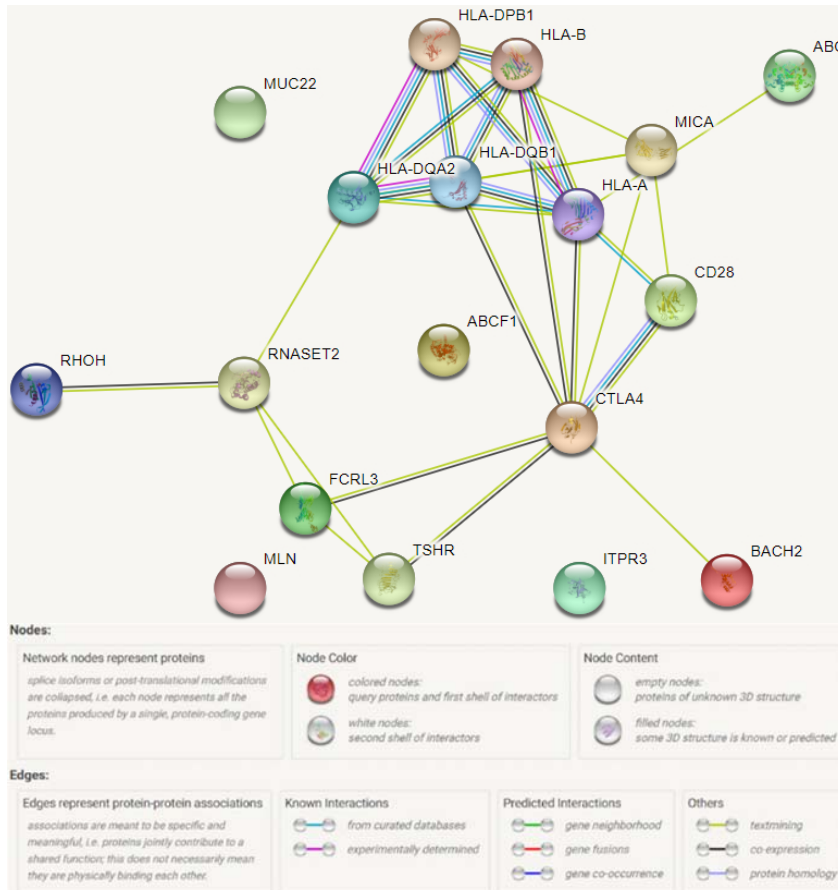 HLA-DPB1
HLA-B
ABC
MUC22
MICA
HLA-DQB1
HLA-DQA2
HLA-A
CD28
ABCF1
RHOH
RNASET2
CTLA4
FCRL3
TSHR
MLN
ITPR3
BACH2
Nodes:
Network nodes represent proteins
splice isoforms or post-translational modifications
are collapsed, i.e. each node represents all the
proteins produced by a single, protein-coding gene
locus.
Node Color
colored nodes:
query proteins and first shell of interactors
white nodes:
second shell of interactors
Node Content
empty nodes:
proteins of unknown 3D structure
filled nodes:
some 3D structure is known or predicted
Edges:
Edges represent protein-protein associations
associations are meant to be specific and
meaningful, i.e. proteins jointly contribute to a
shared function; this does not necessarily mean
they are physically binding each other.
Known Interactions
from curated databases
experimentally determined
Predicted Interactions
gene neighborhood
gene fusions
gene co-occurrence
Others
textmining
co-expression
protein homology